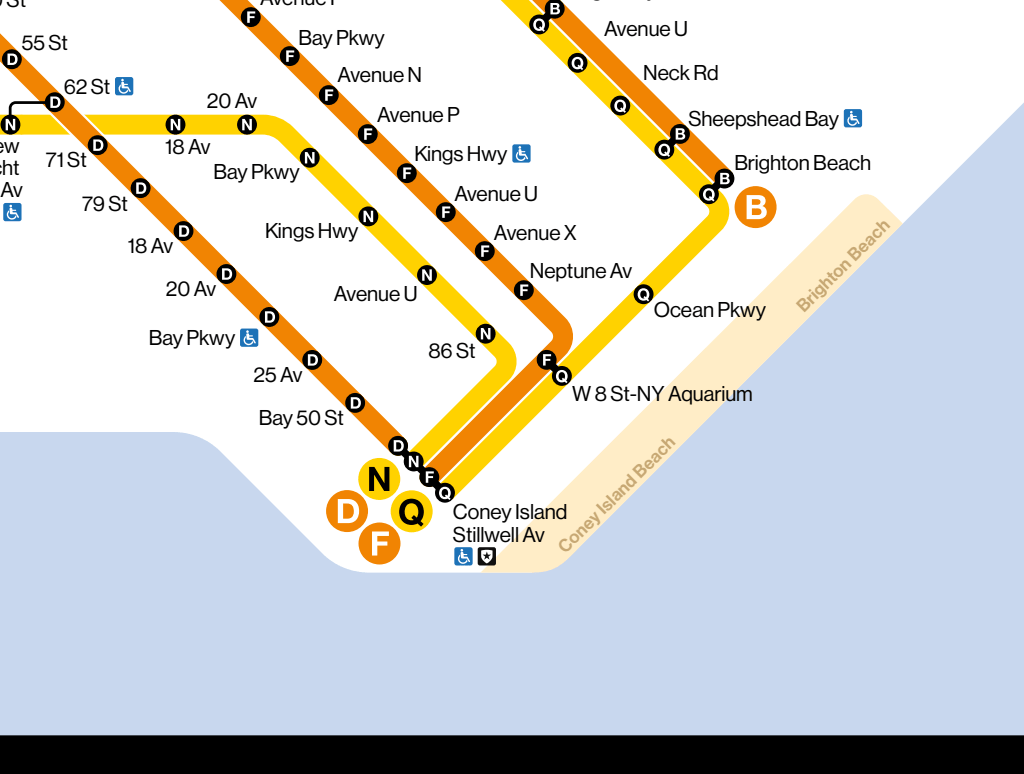 St
55 St
D
62 St
D
N
Av
71 St
D
79 St
D
18 Av
D
20 Av
D
Bay Pkwy
D
25 Av
D
Bay 50 St
D
20 Av
N
N
18 Av
Bay Pkwy
N
Kings Hwy
N
Avenue U
N
86 St
N
F
Bay Pkwy
F
Avenue N
F
Avenue P
F
Kings Hwy
F
Avenue U
F
Avenue X
F
Neptune Av
F
B
Q
Avenue U
Q
Neck Rd
Q
Sheepshead Bay
B
Q
Brighton Beach
B
Q
B
Ocean Pkwy
Q
F
Q
W 8 St-NY Aquarium
D
N
F
Q
N
D
Q
F
Coney Island
Stillwell Av
Brighton Beach
Coney Island Beach